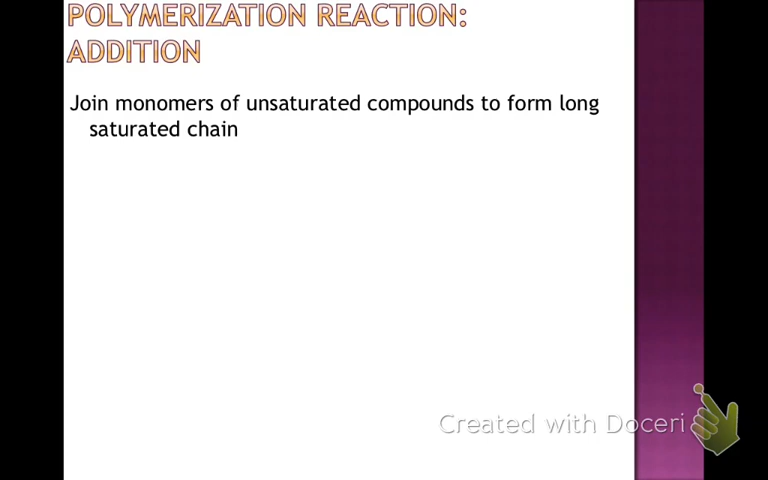 POLYMERIZATION REACTION:
ADDITION
Join monomers of unsaturated compounds to form long
saturated chain
Created with Doceri